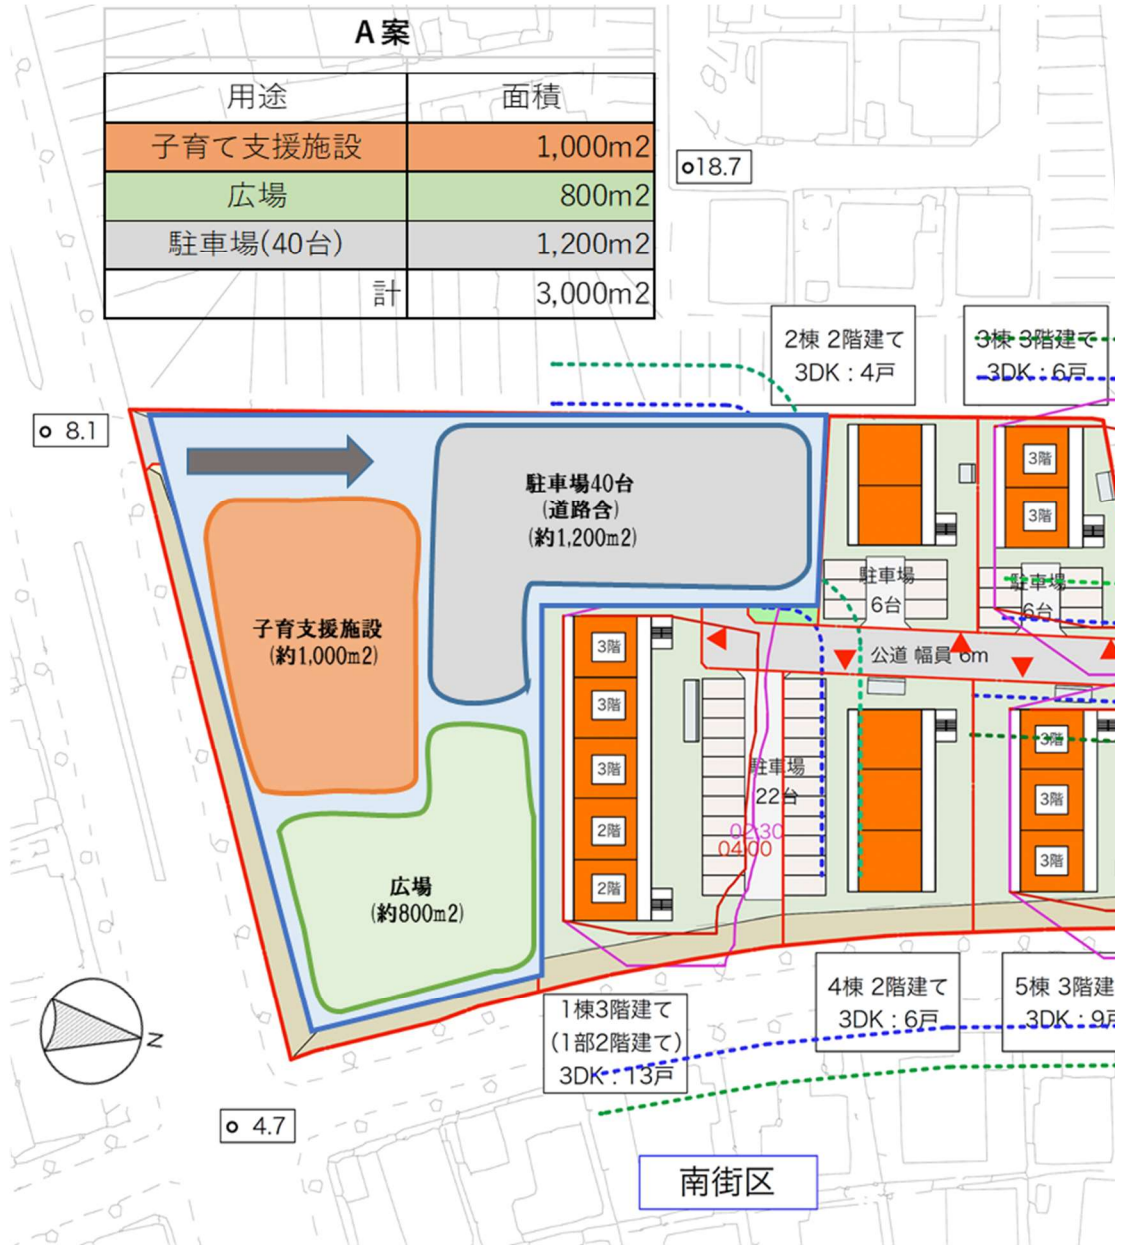 A案
用途 面積
子育て支援施設 1,000m2
広場 800m2
駐車場(40台) 1,200m2
計 3,000m2
18.7
2棟 2階建て
3DK : 4戸
3棟 3階建て
3DK : 6戸
8.1
駐車場40台
(道路含)
(約1,200m2)
3階
3階
子育支援施設
(約1,000m2)
駐車場
6台
駐車場
6台
公道 幅員 6m
3階
3階
3階
2階
2階
駐車場
22台
02:30
04:00
3階
3階
3階
広場
(約800m2)
1棟3階建て
(1部2階建て)
3DK : 13戸
4棟 2階建て
3DK : 6戸
5棟 3階建
3DK : 9戸
N
4.7
南街区